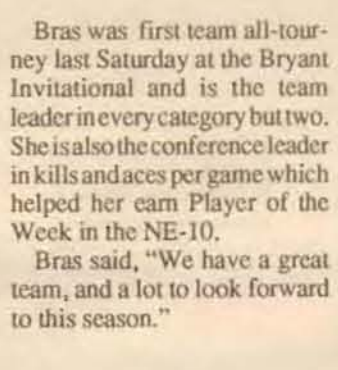 Bras was first team all-tour-
ney last Saturday at the Bryant
Invitational and is the team
leader in every category but two.
She is also the conference leader
in kills and aces per game which
helped her earn Player of the
Week in the NE-10.
Bras said, "We have a great
team, and a lot to look forward
to this season."